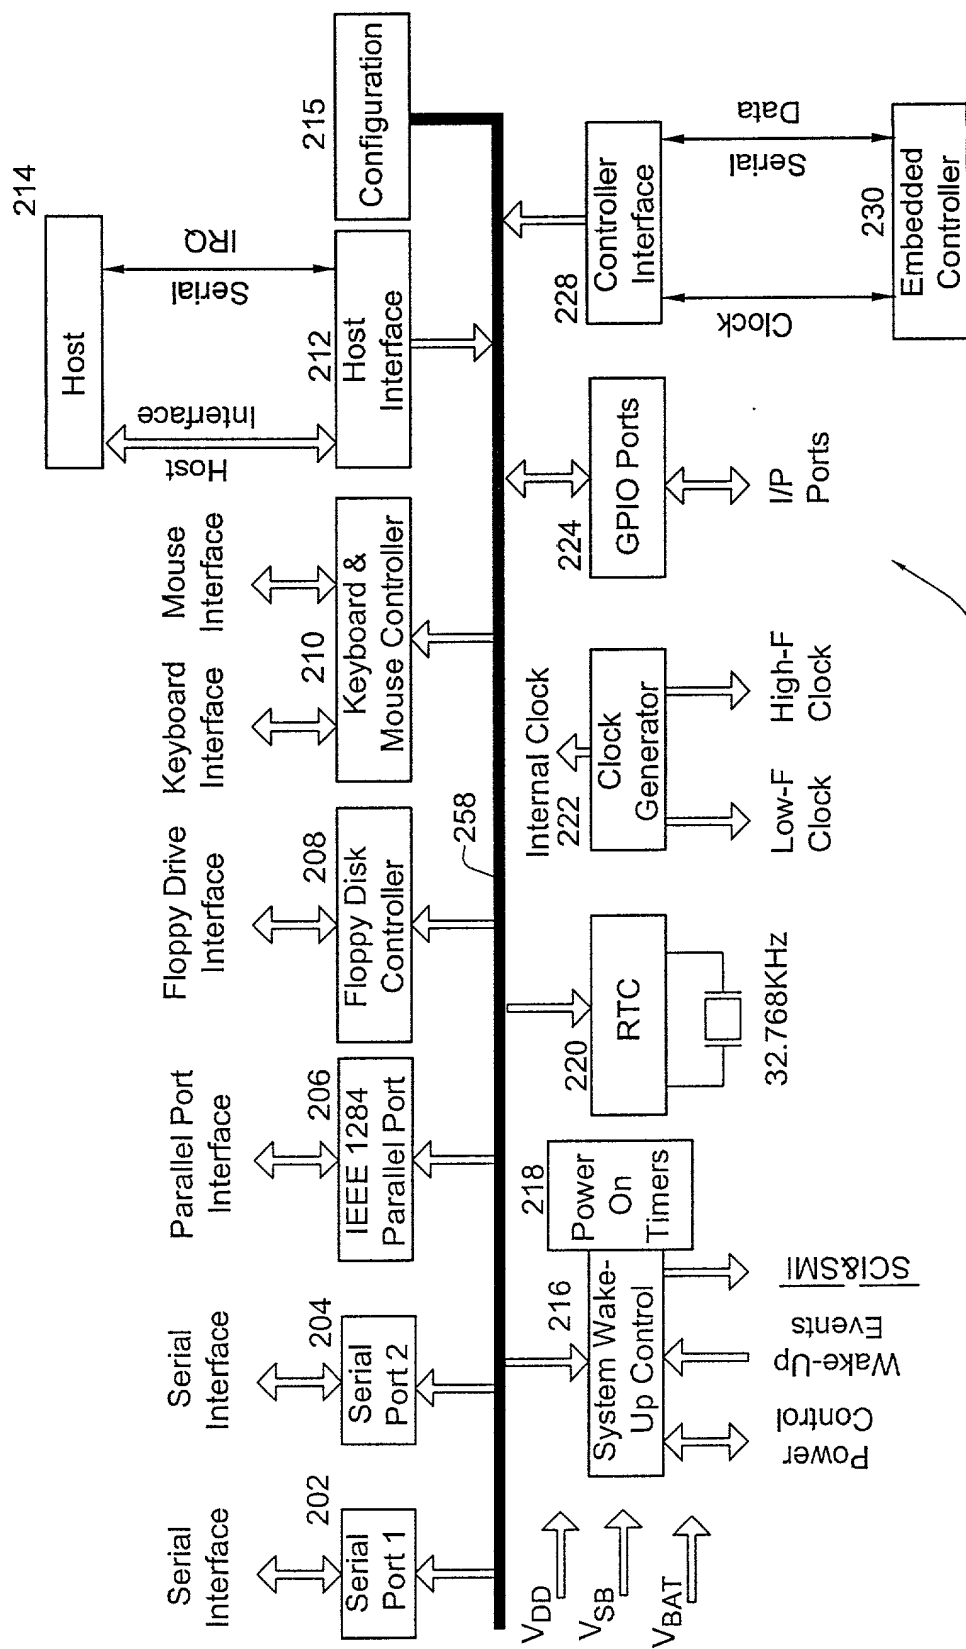 214
Host
Host
Interface
Serial
IRQ
Serial
Interface
Serial
Interface
Parallel Port
Interface
Floppy Drive
Interface
Keyboard
Interface
Mouse
Interface
202
204
206
208
210
212
215
Serial
Port 1
Serial
Port 2
IEEE 1284
Parallel Port
Floppy Disk
Controller
Keyboard &
Mouse Controller
Host
Interface
Configuration
258
VDD
VSB
VBAT
216
System Wake-
Up Control
218
Power
On
Timers
220
RTC
Internal Clock
222
Clock
Generator
224
GPIO Ports
228
Controller
Interface
Power
Control
Wake-Up
Events
SCI&SMI
32.768KHz
Low-F
Clock
High-F
Clock
I/P
Ports
Clock
Serial
Data
230
Embedded
Controller